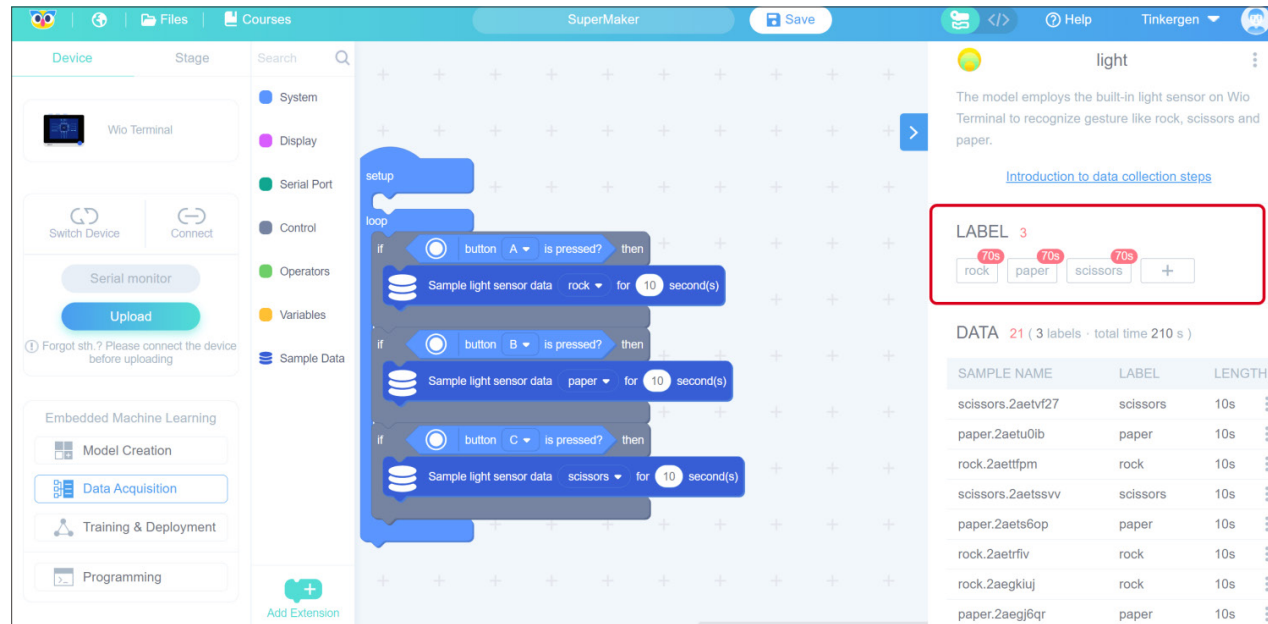 Files
Courses
SuperMaker
Save
</>
Help
Tinkergen
Device
Stage
Wio Terminal
Switch Device
Connect
Serial monitor
Upload
Forgot sth.? Please connect the device
before uploading
Embedded Machine Learning
Model Creation
Data Acquisition
Training & Deployment
Programming
Search
System
Display
Serial Port
Control
Operators
Variables
Sample Data
Add Extension
setup
loop
if button A is pressed? then
Sample light sensor data rock for 10 second(s)
if button B is pressed? then
Sample light sensor data paper for 10 second(s)
if button C is pressed? then
Sample light sensor data scissors for 10 second(s)
light
The model employs the built-in light sensor on Wio
Terminal to recognize gesture like rock, scissors and
paper.
Introduction to data collection steps
LABEL 3
70s 70s 70s
rock paper scissors +
DATA 21 ( 3 labels · total time 210 s )
SAMPLE NAME LABEL LENGTH
scissors.2aetvf27 scissors 10s
paper.2aetu0ib paper 10s
rock.2aettfpm rock 10s
scissors.2aetssvv scissors 10s
paper.2aets6op paper 10s
rock.2aetrfiv rock 10s
rock.2aegkiuj rock 10s
paper.2aegj6qr paper 10s